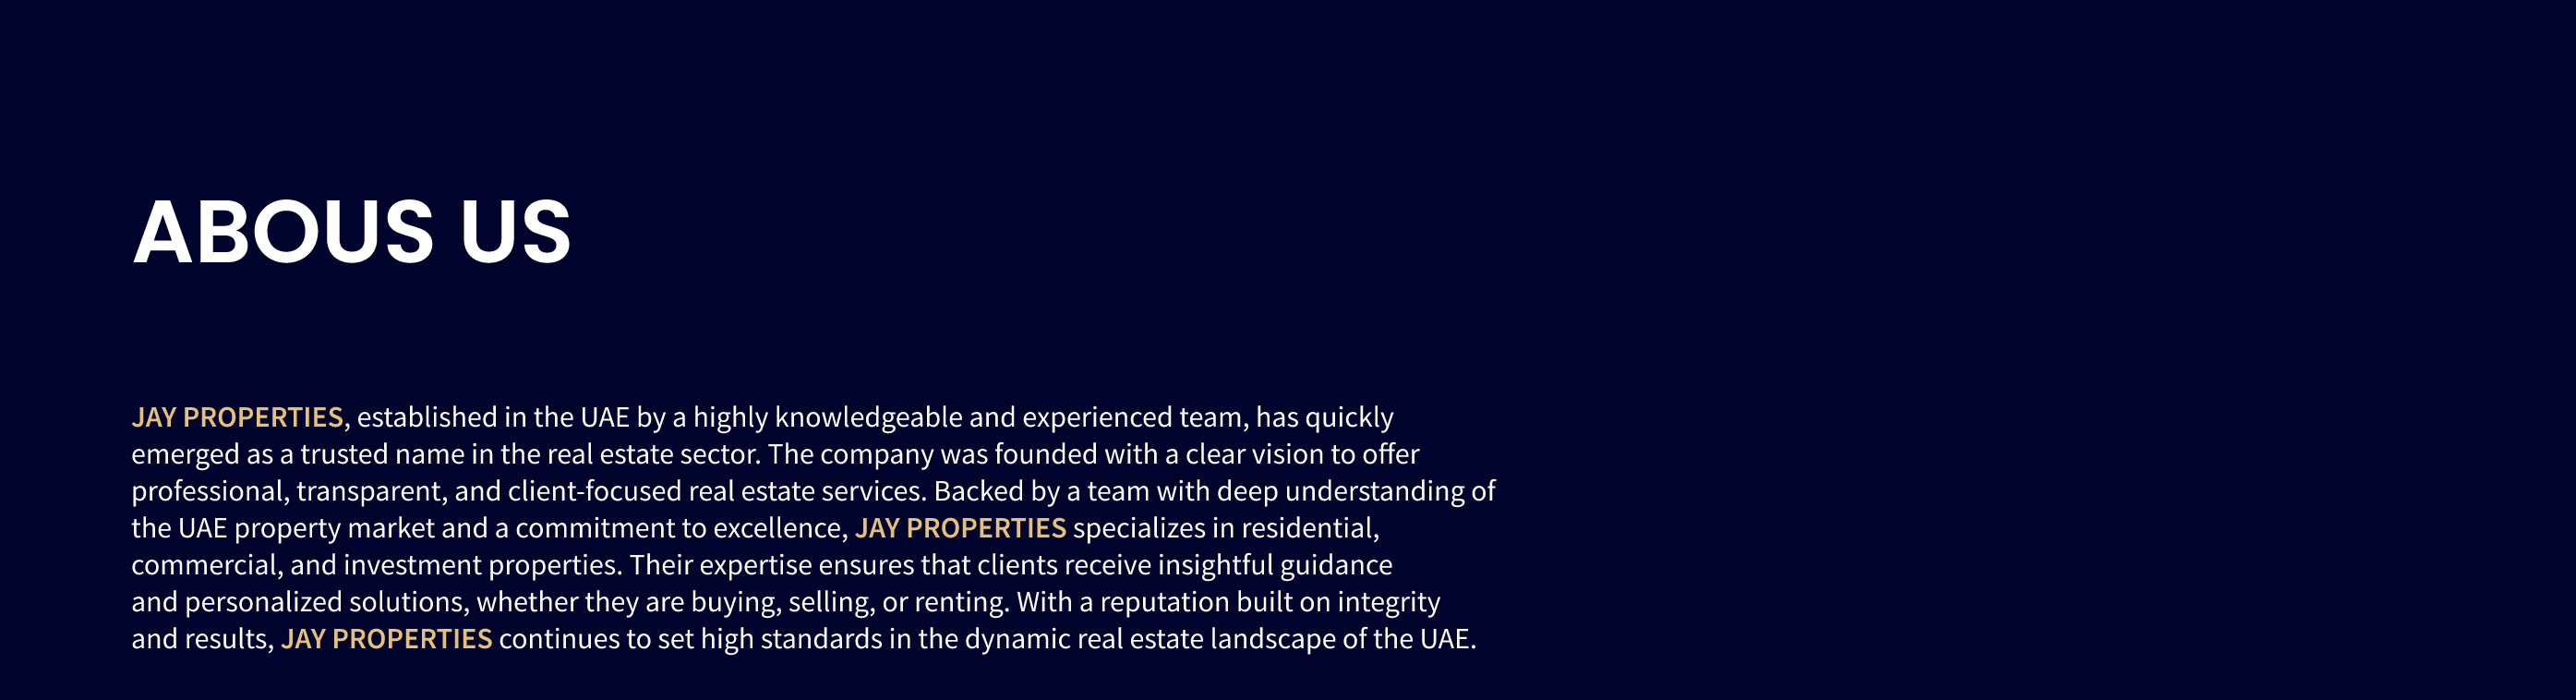 ABOUS US
JAY PROPERTIES, established in the UAE by a highly knowledgeable and experienced team, has quickly
emerged as a trusted name in the real estate sector. The company was founded with a clear vision to offer
professional, transparent, and client-focused real estate services. Backed by a team with deep understanding of
the UAE property market and a commitment to excellence, JAY PROPERTIES specializes in residential,
commercial, and investment properties. Their expertise ensures that clients receive insightful guidance
and personalized solutions, whether they are buying, selling, or renting. With a reputation built on integrity
and results, JAY PROPERTIES continues to set high standards in the dynamic real estate landscape of the UAE.